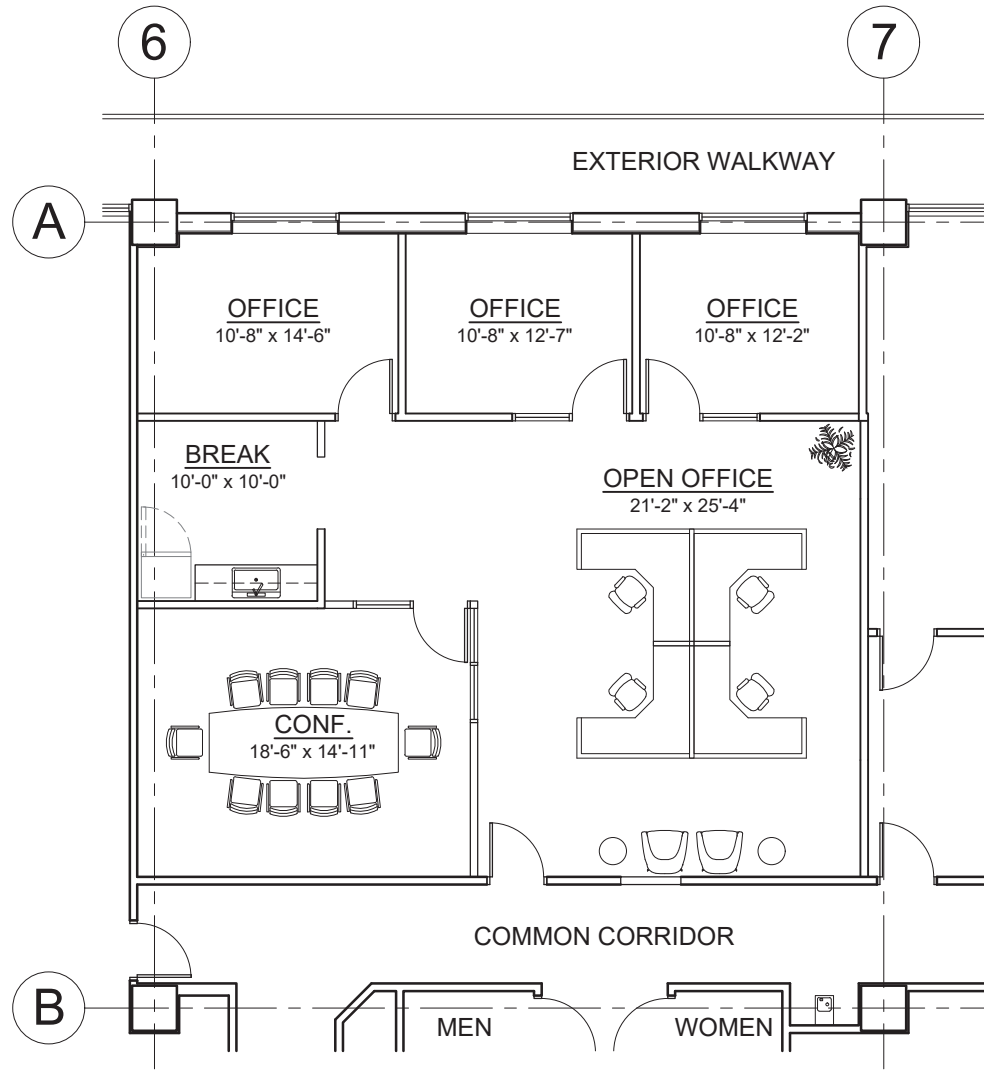 6
7
EXTERIOR WALKWAY
A
OFFICE
10'-8" x 14'-6"
OFFICE
10'-8" x 12'-7"
OFFICE
10'-8" x 12'-2"
BREAK
10'-0" x 10'-0"
OPEN OFFICE
21'-2" x 25'-4"
CONF.
18'-6" x 14'-11"
COMMON CORRIDOR
B
MEN
WOMEN